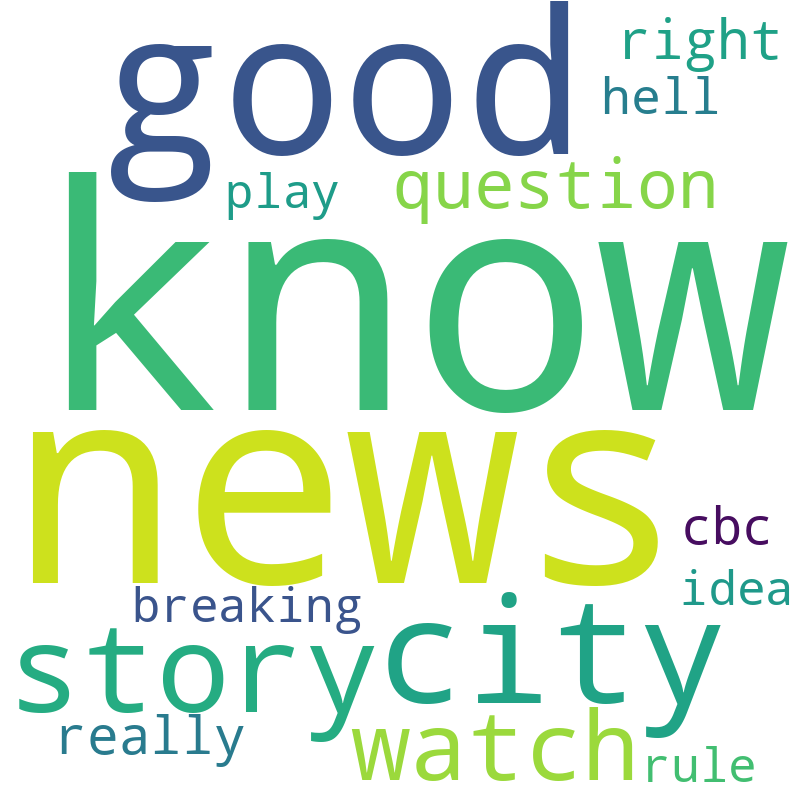 good
right
hell
play
question
know
news
cbc
idea
breaking
city
story
really
watch
rule